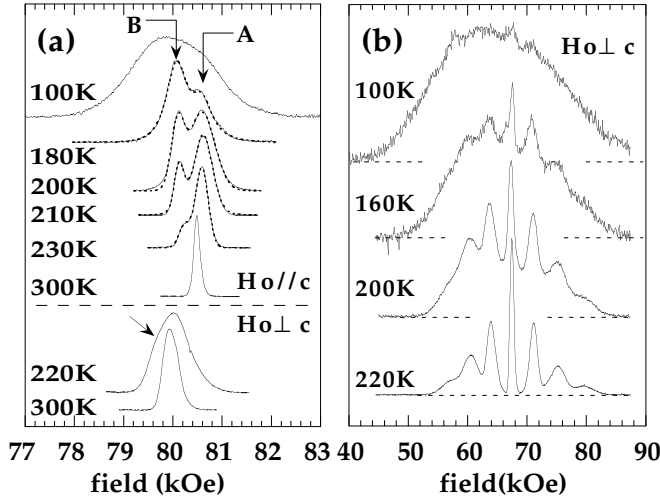 (a)
B
A
100K
180K
200K
210K
230K
300K
Ho//c
Ho⊥ c
220K
300K
77 79 80 81 82 83
field (kOe)
(b)
Ho⊥ c
100K
160K
200K
220K
40 50 60 70 80 90
field(kOe)